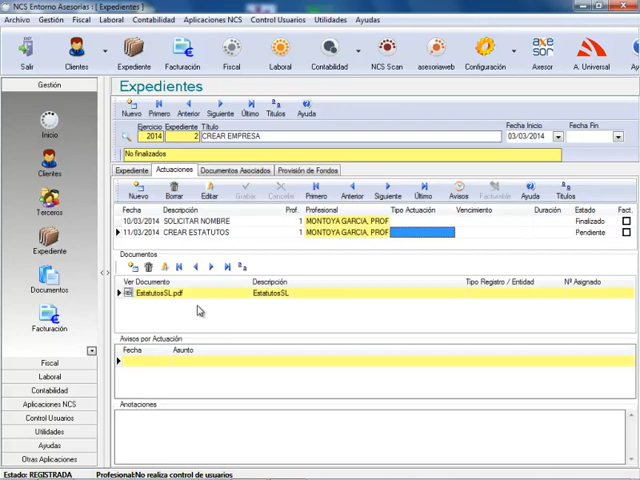 NCS Entorno Asesorías : [ Expedientes ]
Archivo Gestión Fiscal Laboral Contabilidad Aplicaciones NCS Control Usuarios Utilidades Ayudas
Salir Clientes Expediente Facturación Fiscal Laboral Contabilidad NCS Scan asesoriaweb Configuración Axesor A. Universal Ay
Gestión
Inicio
Clientes
Terceros
Expediente
Documentos
Facturación
Fiscal
Laboral
Contabilidad
Aplicaciones NCS
Control Usuarios
Utilidades
Ayudas
Otras Aplicaciones
Expedientes
Nuevo Primero Anterior Siguiente Último Títulos Ayuda
Ejercicio Expediente Título Fecha Inicio Fecha Fin
2014 2 CREAR EMPRESA 03/03/2014
No finalizados
Expediente Actuaciones Documentos Asociados Provisión de Fondos
Nuevo Borrar Editar Grabar Cancelar Primero Anterior Siguiente Último Avisos Facturable Ayuda Títulos
Fecha Descripción Prof. Profesional Tipo Actuación Vencimiento Duración Estado Fact.
10/03/2014 SOLICITAR NOMBRE 1 MONTOYA GARCIA, PROF Finalizado
11/03/2014 CREAR ESTATUTOS 1 MONTOYA GARCIA, PROF Pendiente
Documentos
Ver Documento Descripción Tipo Registro / Entidad Nº Asignado
EstatutosSL.pdf EstatutosSL
Avisos por Actuación
Fecha Asunto
Anotaciones
Estado: REGISTRADA Profesional:No realiza control de usuarios